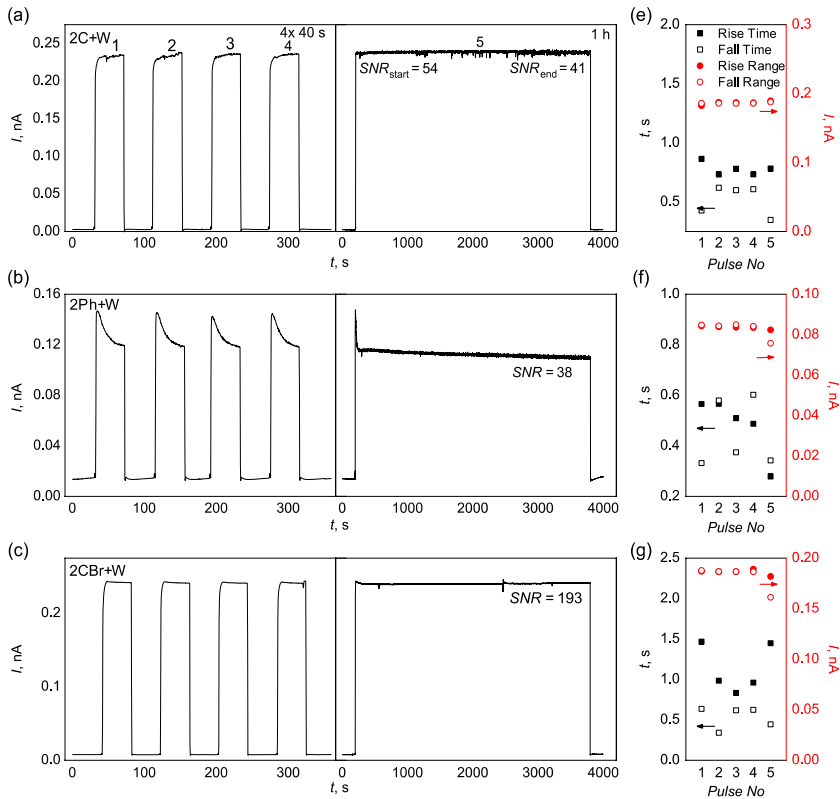 (a)
2C+W
1
2
3
4
4x 40 s
5
1 h
SNRstart = 54
SNRend = 41
0.25
0.20
0.15
0.10
0.05
0.00
I, nA
0
100
200
300
0
1000
2000
3000
4000
t, s
t, s
(e)
2.0
1.5
1.0
0.5
t, s
Rise Time
Fall Time
Rise Range
Fall Range
0.3
0.2
0.1
0.0
I, nA
1 2 3 4 5
Pulse No
(b)
2Ph+W
SNR = 38
0.16
0.12
0.08
0.04
0.00
I, nA
0
100
200
300
0
1000
2000
3000
4000
t, s
t, s
(f)
1.0
0.8
0.6
0.4
0.2
t, s
0.10
0.08
0.06
0.04
0.02
0.00
I, nA
1 2 3 4 5
Pulse No
(c)
2CBr+W
SNR = 193
0.2
0.1
0.0
I, nA
0
100
200
300
0
1000
2000
3000
4000
t, s
t, s
(g)
2.5
2.0
1.5
1.0
0.5
0.0
t, s
0.20
0.15
0.10
0.05
0.00
I, nA
1 2 3 4 5
Pulse No